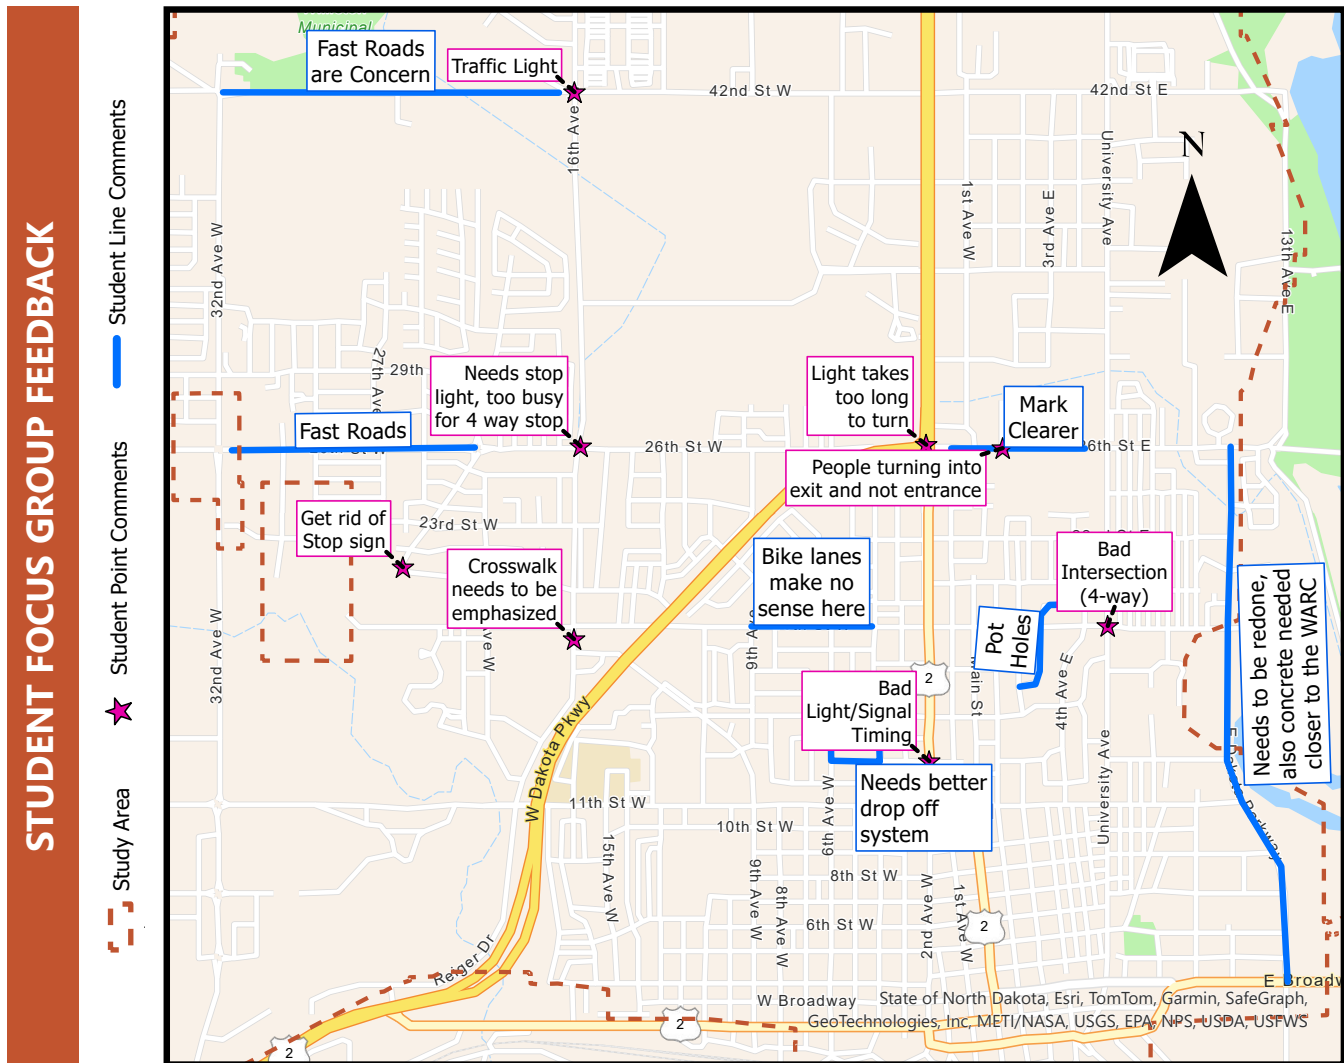 STUDENT FOCUS GROUP FEEDBACK
Study Area
Student Point Comments
Student Line Comments
Municipal
Fast Roads
are Concern
Traffic Light
42nd St W
42nd St E
16th Ave
N
University Ave
1st Ave W
3rd Ave E
32nd Ave W
13th Ave E
27th Ave
29th
Needs stop
light, too busy
for 4 way stop
Light takes
too long
to turn
Mark
Clearer
Fast Roads
26th St W
6th St E
People turning into
exit and not entrance
Get rid of
Stop sign
23rd St W
Crosswalk
needs to be
emphasized
Bike lanes
make no
sense here
Bad
Intersection
(4-way)
Needs to be redone,
also concrete needed
closer to the WARC
Pot
Holes
32nd Ave W
Ave W
9th Ave
2
Main St
4th Ave E
Bad
Light/Signal
Timing
W Dakota Pkwy
University Ave
E Dakota Parkway
Needs better
drop off
system
11th St W
10th St W
6th Ave W
15th Ave W
9th Ave W
8th Ave W
8th St W
6th St W
2nd Ave W
1st Ave W
2
Reiger Dr
E Broadw
W Broadway
State of North Dakota, Esri, TomTom, Garmin, SafeGraph,
GeoTechnologies, Inc, METI/NASA, USGS, EPA, NPS, USDA, USFWS
2
2